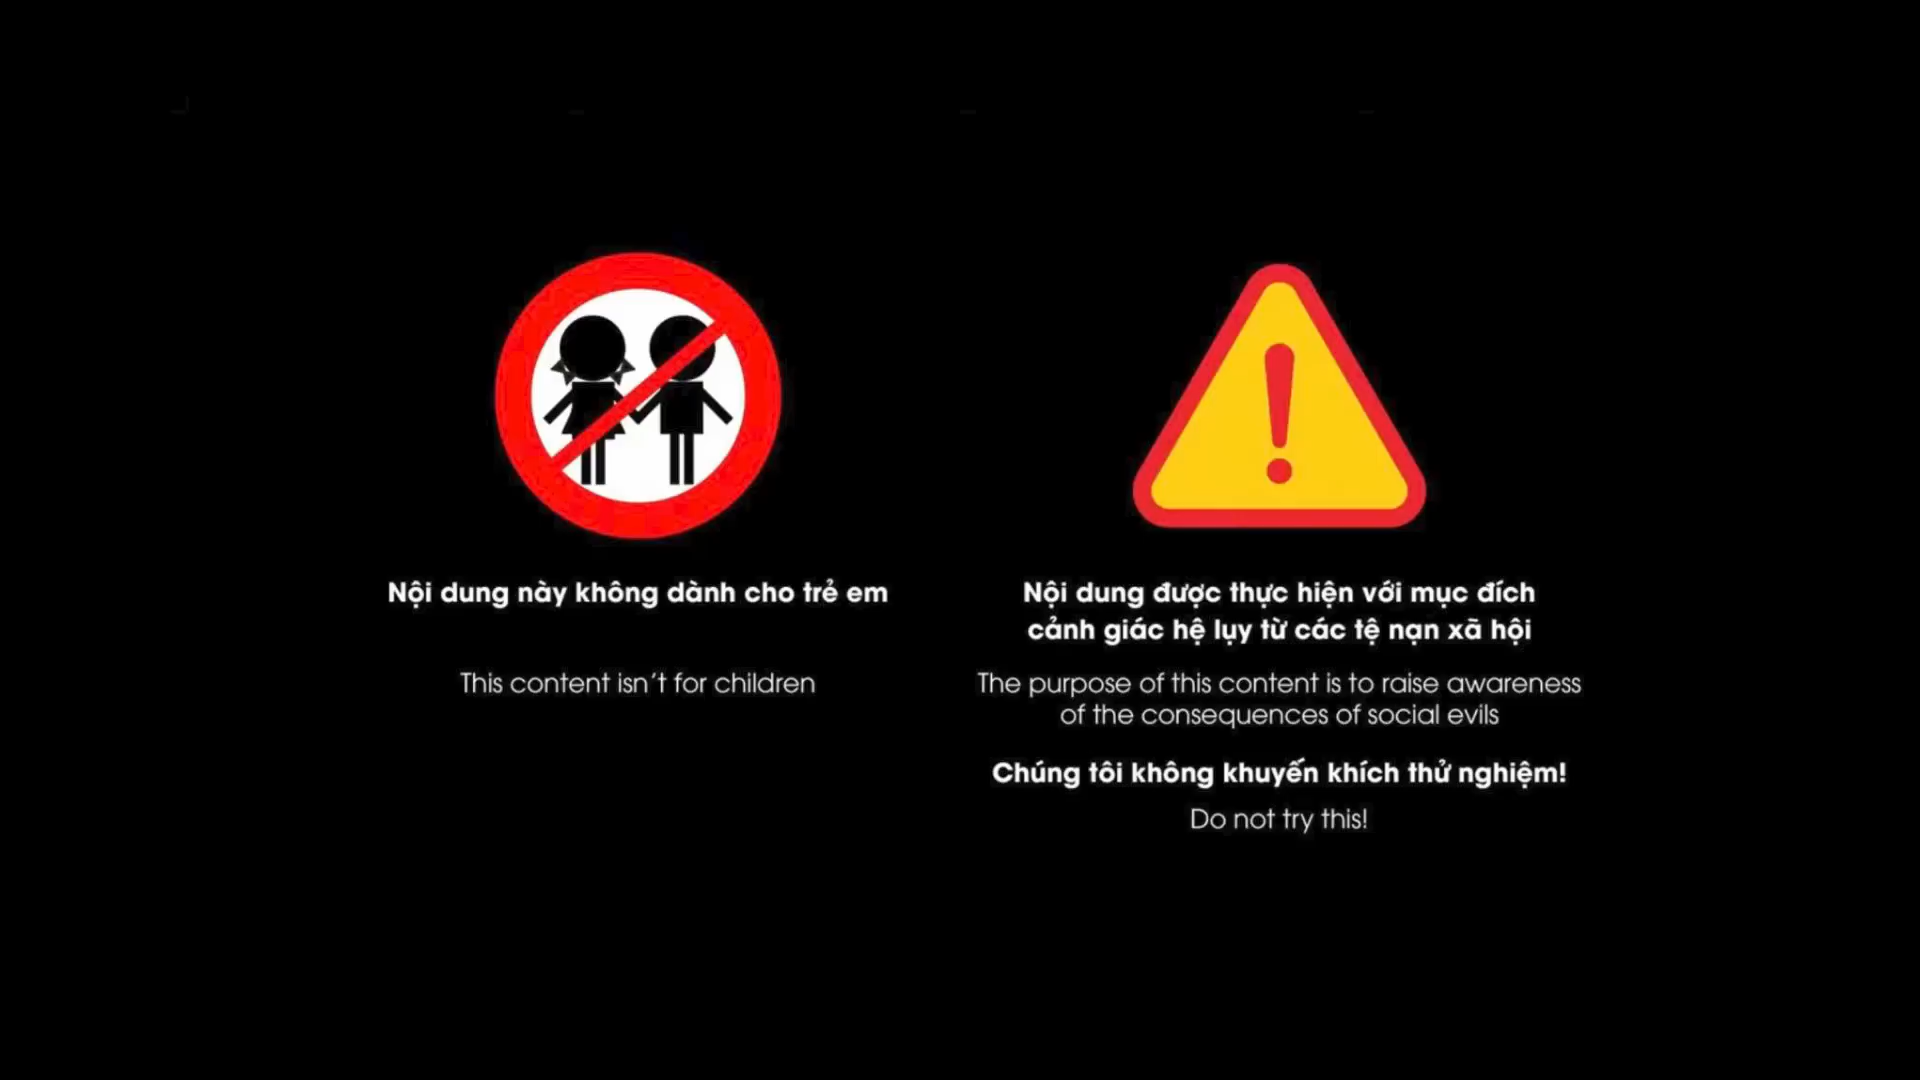 Nội dung này không dành cho trẻ em
This content isn't for children
Nội dung được thực hiện với mục đích
cảnh giác hệ lụy từ các tệ nạn xã hội
The purpose of this content is to raise awareness
of the consequences of social evils
Chúng tôi không khuyến khích thử nghiệm!
Do not try this!